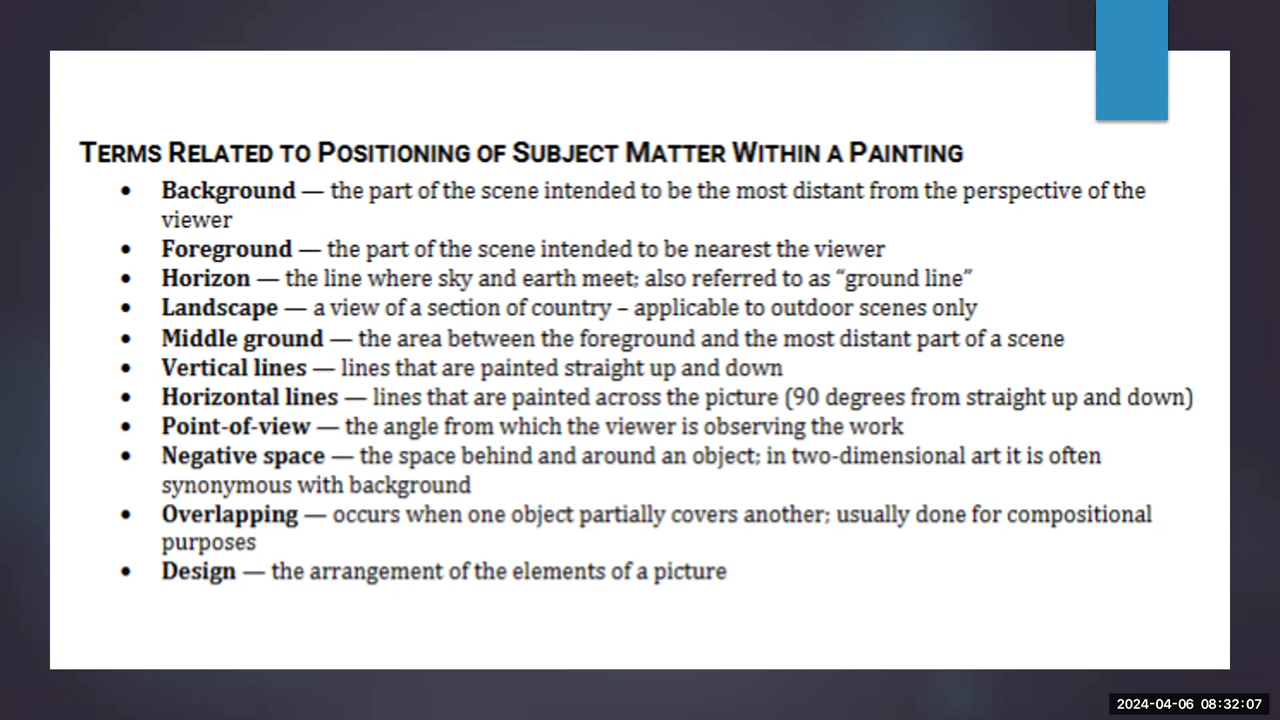 TERMS RELATED TO POSITIONING OF SUBJECT MATTER WITHIN A PAINTING
• Background — the part of the scene intended to be the most distant from the perspective of the
viewer
• Foreground — the part of the scene intended to be nearest the viewer
• Horizon — the line where sky and earth meet; also referred to as “ground line”
• Landscape — a view of a section of country – applicable to outdoor scenes only
• Middle ground — the area between the foreground and the most distant part of a scene
• Vertical lines — lines that are painted straight up and down
• Horizontal lines — lines that are painted across the picture (90 degrees from straight up and down)
• Point-of-view — the angle from which the viewer is observing the work
• Negative space — the space behind and around an object; in two-dimensional art it is often
synonymous with background
• Overlapping — occurs when one object partially covers another; usually done for compositional
purposes
• Design — the arrangement of the elements of a picture
2024-04-06 08:32:07